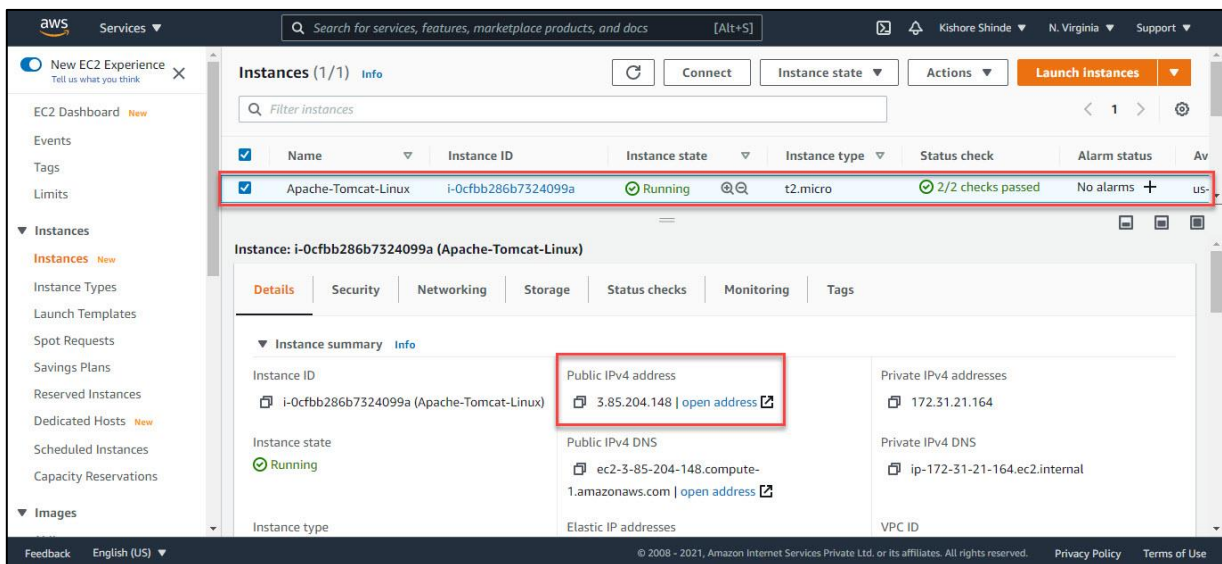 aws
Services ▼
Search for services, features, marketplace products, and docs
[Alt+S]
Kishore Shinde ▼
N. Virginia ▼
Support ▼
New EC2 Experience
Tell us what you think
EC2 Dashboard New
Events
Tags
Limits
▼ Instances
Instances New
Instance Types
Launch Templates
Spot Requests
Savings Plans
Reserved Instances
Dedicated Hosts New
Scheduled Instances
Capacity Reservations
▼ Images
Instances (1/1) Info
Connect
Instance state ▼
Actions ▼
Launch instances ▼
Filter instances
< 1 >
Name Instance ID Instance state Instance type Status check Alarm status Av
Apache-Tomcat-Linux i-0cfbb286b7324099a Running t2.micro 2/2 checks passed No alarms + us-
Instance: i-0cfbb286b7324099a (Apache-Tomcat-Linux)
Details Security Networking Storage Status checks Monitoring Tags
▼ Instance summary Info
Instance ID
i-0cfbb286b7324099a (Apache-Tomcat-Linux)
Public IPv4 address
3.85.204.148 | open address
Private IPv4 addresses
172.31.21.164
Instance state
Running
Public IPv4 DNS
ec2-3-85-204-148.compute-
1.amazonaws.com | open address
Private IPv4 DNS
ip-172-31-21-164.ec2.internal
Instance type
Elastic IP addresses
VPC ID
Feedback
English (US) ▼
© 2008 - 2021, Amazon Internet Services Private Ltd. or its affiliates. All rights reserved.
Privacy Policy
Terms of Use